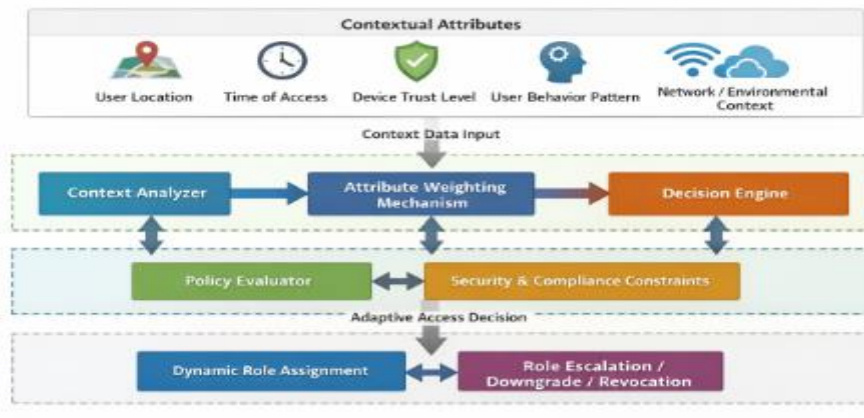 Contextual Attributes
User Location
Time of Access
Device Trust Level
User Behavior Pattern
Network / Environmental
Context
Context Data Input
Context Analyzer
Attribute Weighting
Mechanism
Decision Engine
Policy Evaluator
Security & Compliance Constraints
Adaptive Access Decision
Dynamic Role Assignment
Role Escalation /
Downgrade / Revocation